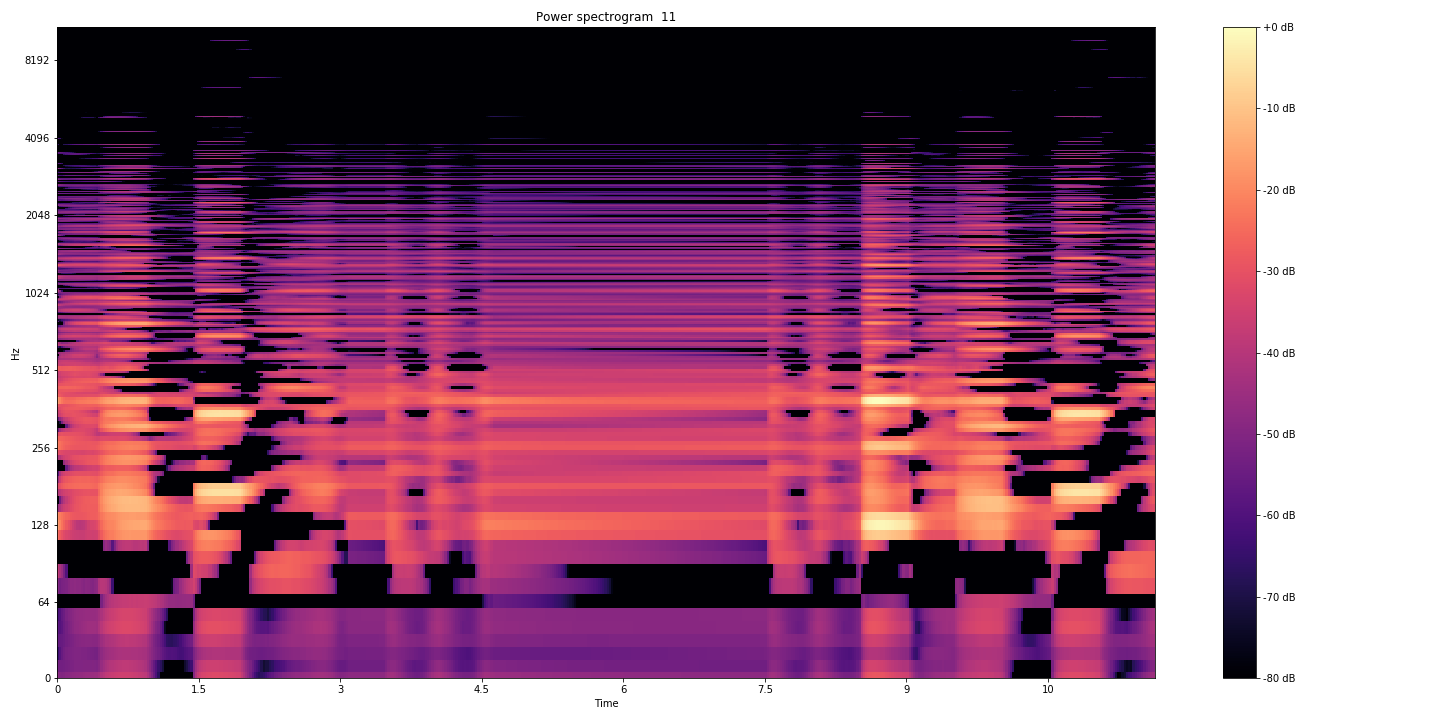 Power spectrogram  11
Hz
8192
4096
2048
1024
512
256
128
64
0
0
1.5
3
4.5
6
7.5
9
10
Time
+0 dB
-10 dB
-20 dB
-30 dB
-40 dB
-50 dB
-60 dB
-70 dB
-80 dB